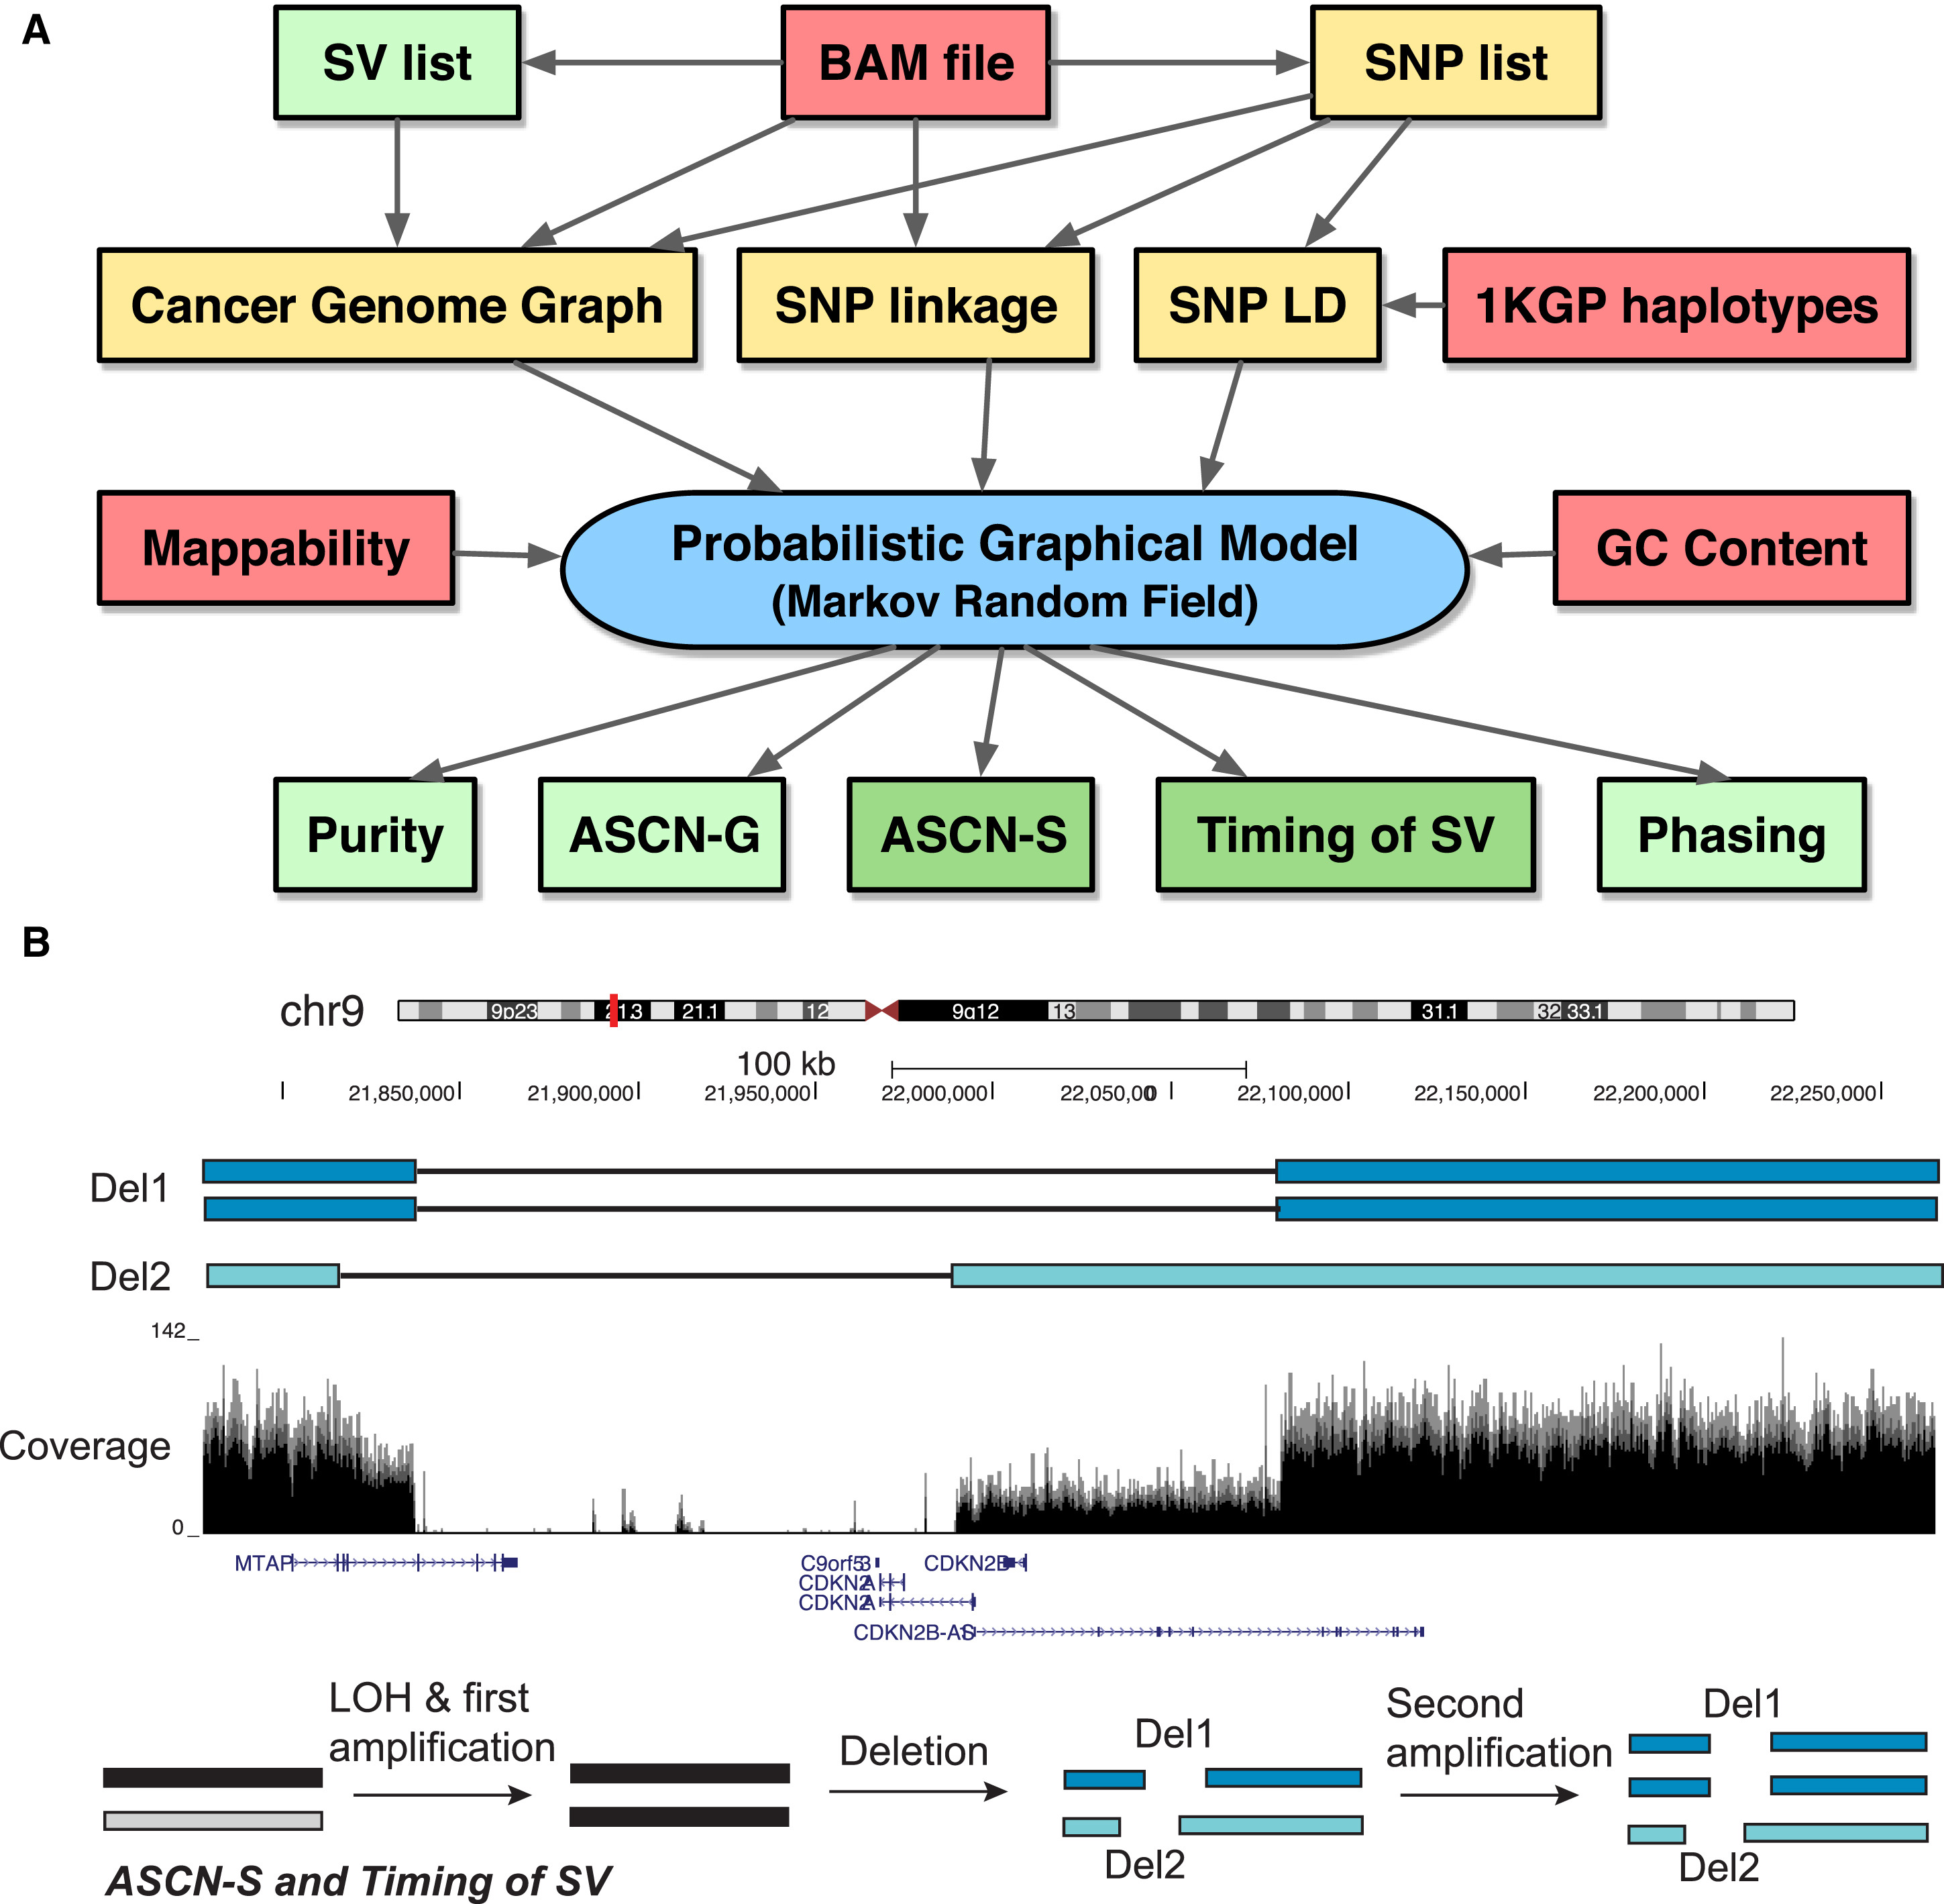 A
SV list
BAM file
SNP list
Cancer Genome Graph
SNP linkage
SNP LD
1KGP haplotypes
Mappability
Probabilistic Graphical Model
(Markov Random Field)
GC Content
Purity
ASCN-G
ASCN-S
Timing of SV
Phasing
B
chr9
9p23
21.3
21.1
12
9q12
13
31.1
32
33.1
100 kb
21,850,000
21,900,000
21,950,000
22,000,000
22,050,000
22,100,000
22,150,000
22,200,000
22,250,000
Del1
Del2
142_
Coverage
0_
MTAP
C9orf53
CDKN2B
CDKN2A
CDKN2A
CDKN2B-AS
LOH & first
amplification
Deletion
Del1
Del2
Second
amplification
Del1
Del2
ASCN-S and Timing of SV